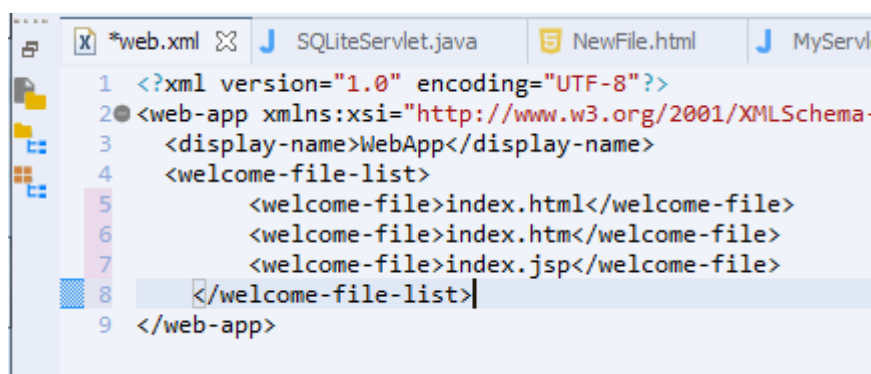 *web.xml SQLiteServlet.java NewFile.html MyServl
1 <?xml version="1.0" encoding="UTF-8"?>
2 <web-app xmlns:xsi="http://www.w3.org/2001/XMLSchema-
3 <display-name>WebApp</display-name>
4 <welcome-file-list>
5 <welcome-file>index.html</welcome-file>
6 <welcome-file>index.htm</welcome-file>
7 <welcome-file>index.jsp</welcome-file>
8 </welcome-file-list>
9 </web-app>